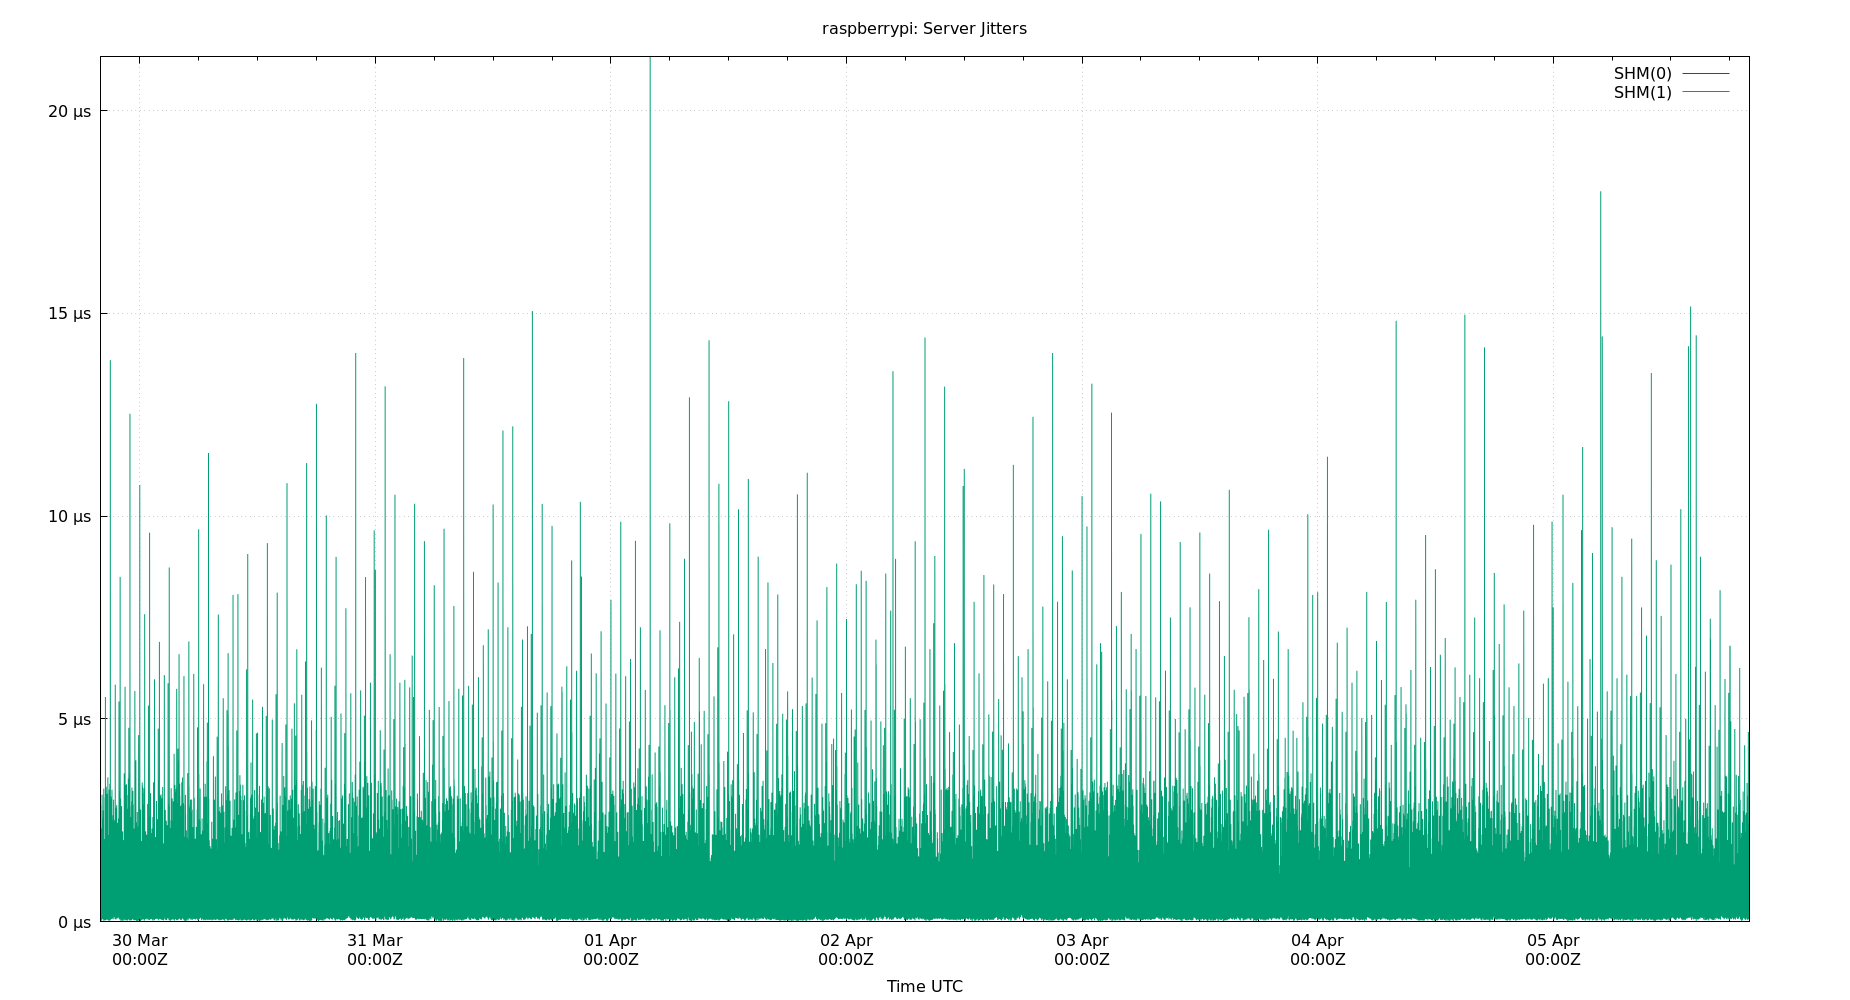 raspberrypi: Server Jitters
SHM(0)
SHM(1)
20 µs
15 µs
10 µs
5 µs
0 µs
30 Mar 31 Mar 01 Apr 02 Apr 03 Apr 04 Apr 05 Apr
00:00Z 00:00Z 00:00Z 00:00Z 00:00Z 00:00Z 00:00Z
Time UTC